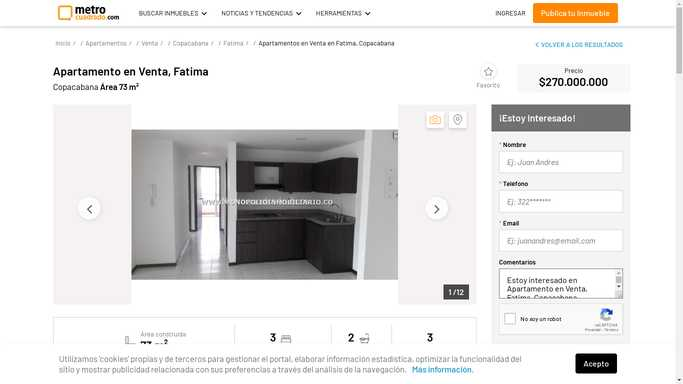 metro
cuadrado.com
BUSCAR INMUEBLES
NOTICIAS Y TENDENCIAS
HERRAMIENTAS
INGRESAR
Publica tu Inmueble
Inicio / / Apartamentos / / Venta / / Copacabana / / Fatima / / Apartamentos en Venta en Fatima, Copacabana
VOLVER A LOS RESULTADOS
Apartamento en Venta, Fatima
Copacabana Área 73 m²
Favorito
Precio
$270.000.000
1 /12
¡Estoy Interesado!
* Nombre
Ej: Juan Andres
* Teléfono
Ej: 322*******
* Email
Ej: juanandres@email.com
Comentarios
Estoy interesado en
Apartamento en Venta,
Fatima, Copacabana
No soy un robot
reCAPTCHA
Privacidad - Términos
Área construida
73 m²
3
2
3
Utilizamos 'cookies' propias y de terceros para gestionar el portal, elaborar información estadística, optimizar la funcionalidad del
sitio y mostrar publicidad relacionada con sus preferencias a través del análisis de la navegación. Más información.
Acepto